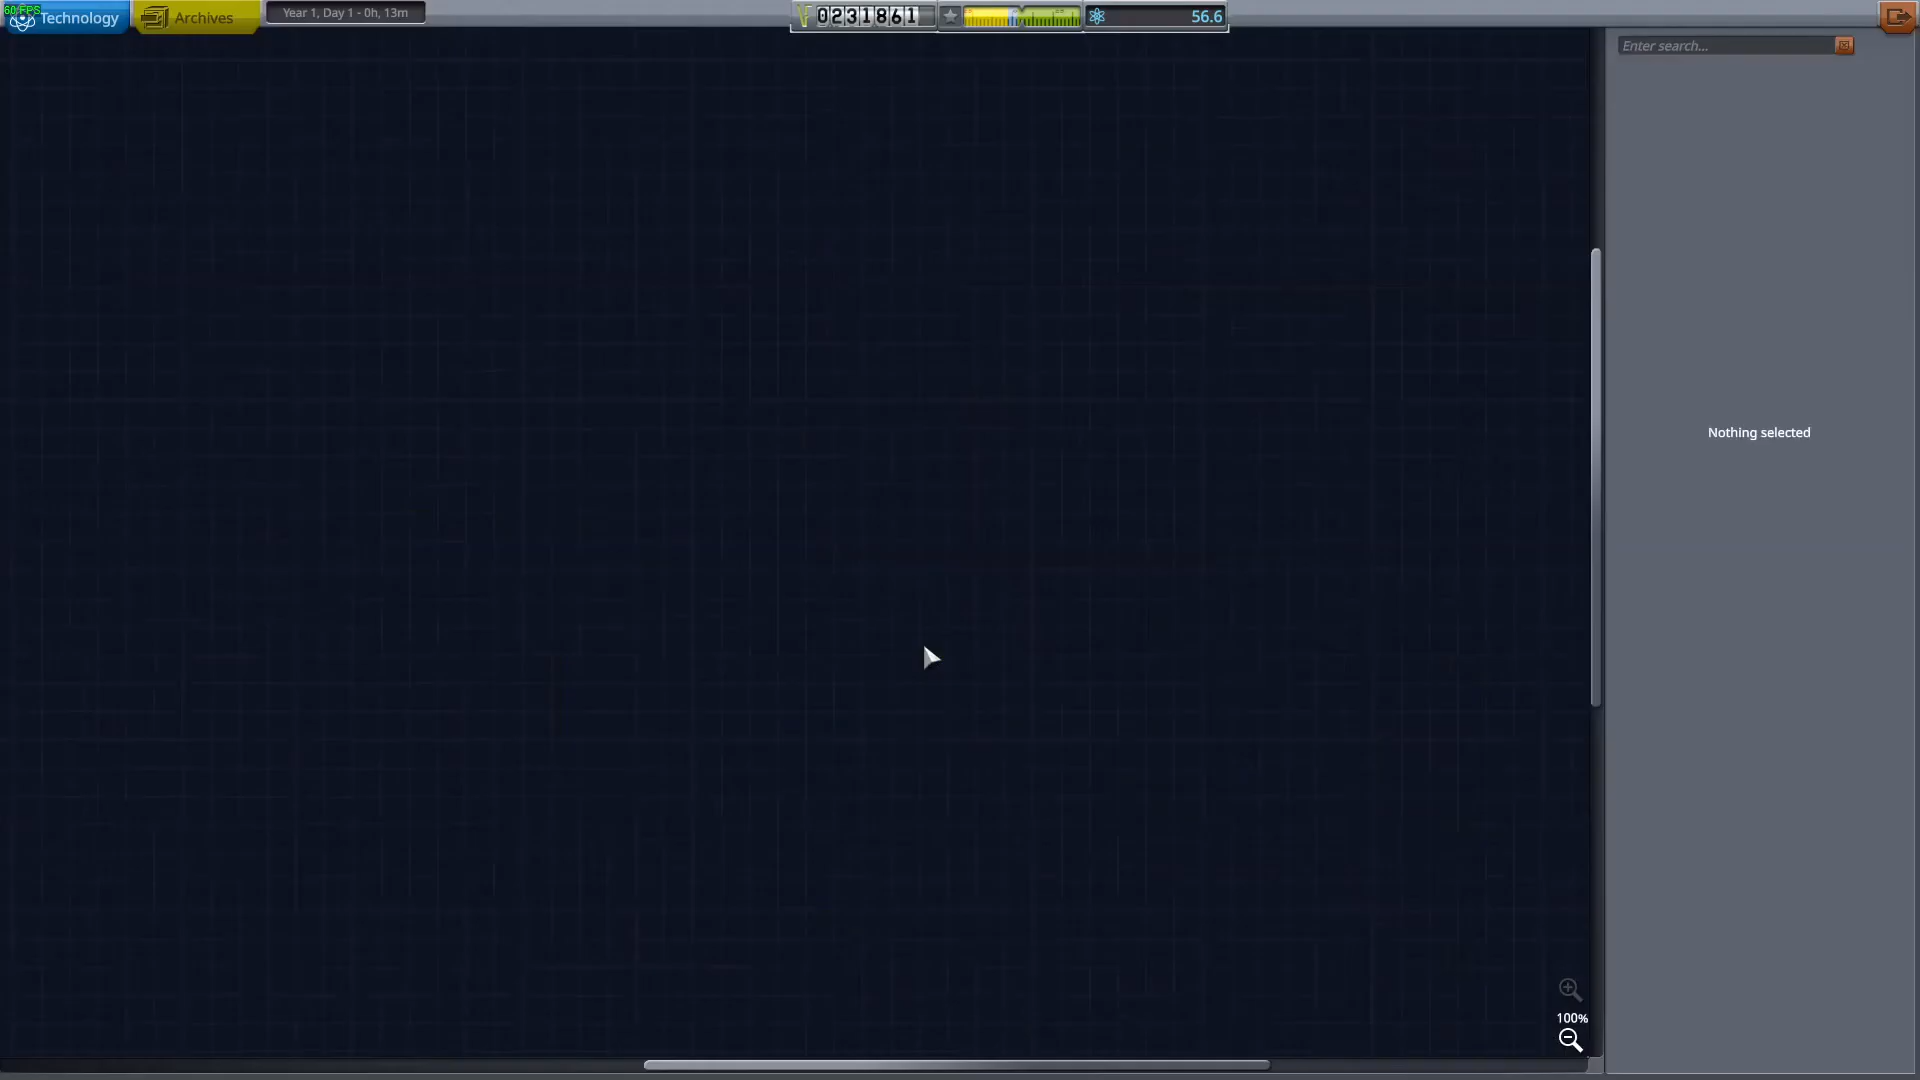 60 FPS
Technology
Archives
Year 1, Day 1 - 0h, 13m
0231861
56.6
Enter search...
Nothing selected
100%